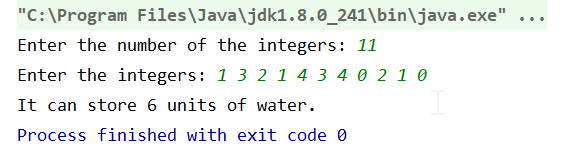 "C:\Program Files\Java\jdk1.8.0_241\bin\java.exe" ...
Enter the number of the integers: 11
Enter the integers: 1 3 2 1 4 3 4 0 2 1 0
It can store 6 units of water.
Process finished with exit code 0